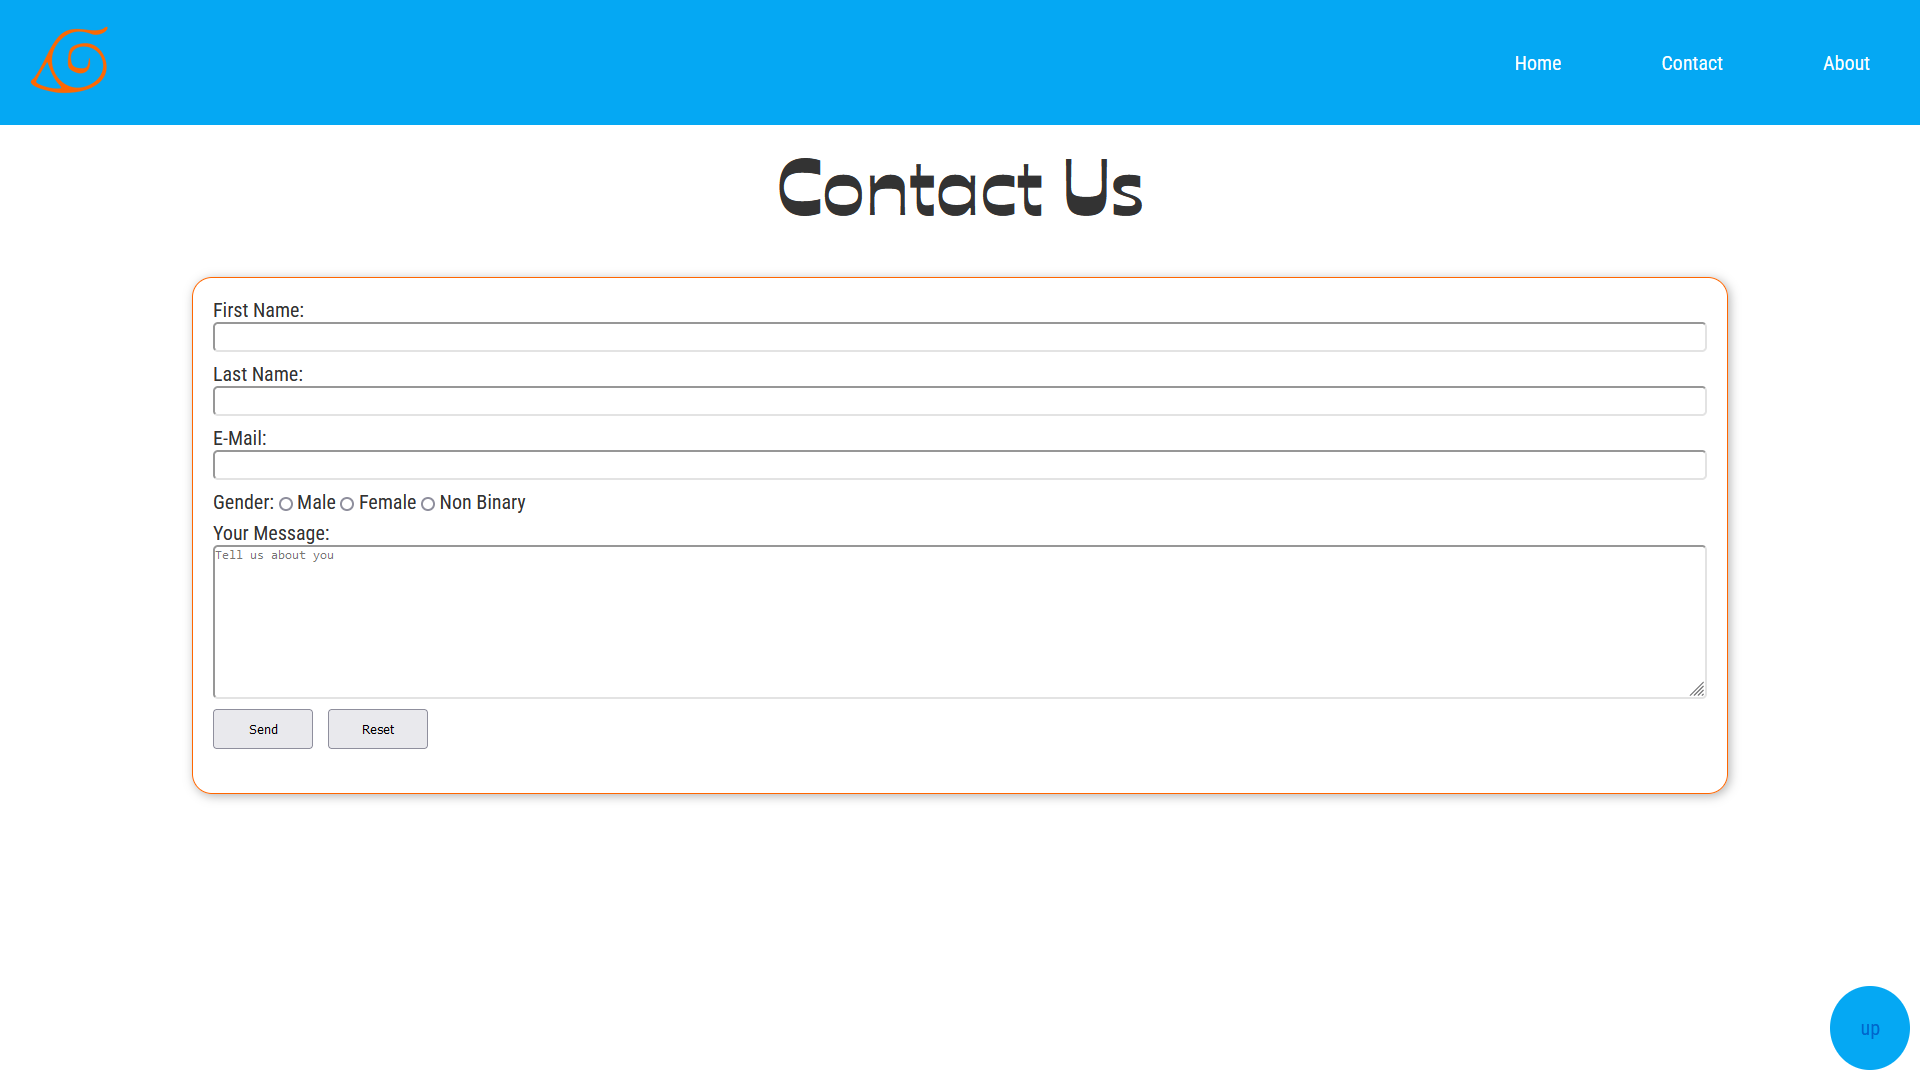 Home Contact About
Contact Us
First Name:
Last Name:
E-Mail:
Gender: Male Female Non Binary
Your Message:
Tell us about you
Send Reset
up